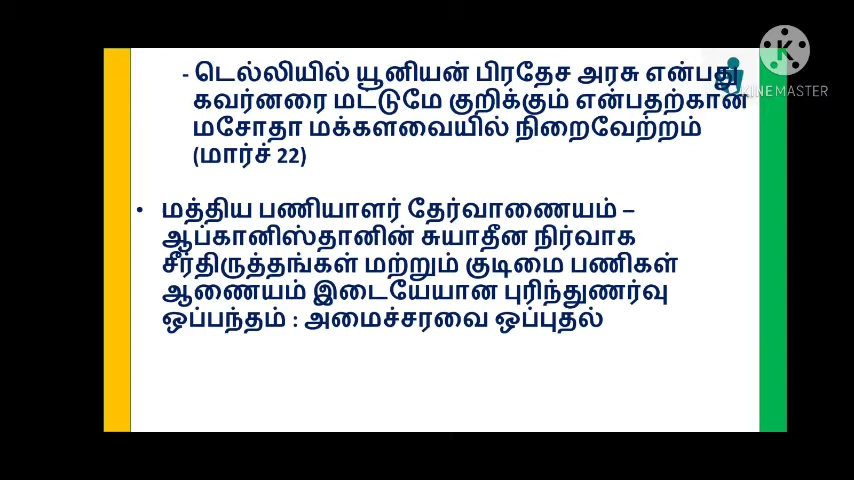 - டெல்லியில் யூனியன் பிரதேச அரசு என்பது
கவர்னரை மட்டுமே குறிக்கும் என்பதற்கான
மசோதா மக்களவையில் நிறைவேற்றம்
(மார்ச் 22)
• மத்திய பணியாளர் தேர்வாணையம் –
ஆப்கானிஸ்தானின் சுயாதீன நிர்வாக
சீர்திருத்தங்கள் மற்றும் குடிமை பணிகள்
ஆணையம் இடையேயான புரிந்துணர்வு
ஒப்பந்தம் : அமைச்சரவை ஒப்புதல்
K
KINEMASTER